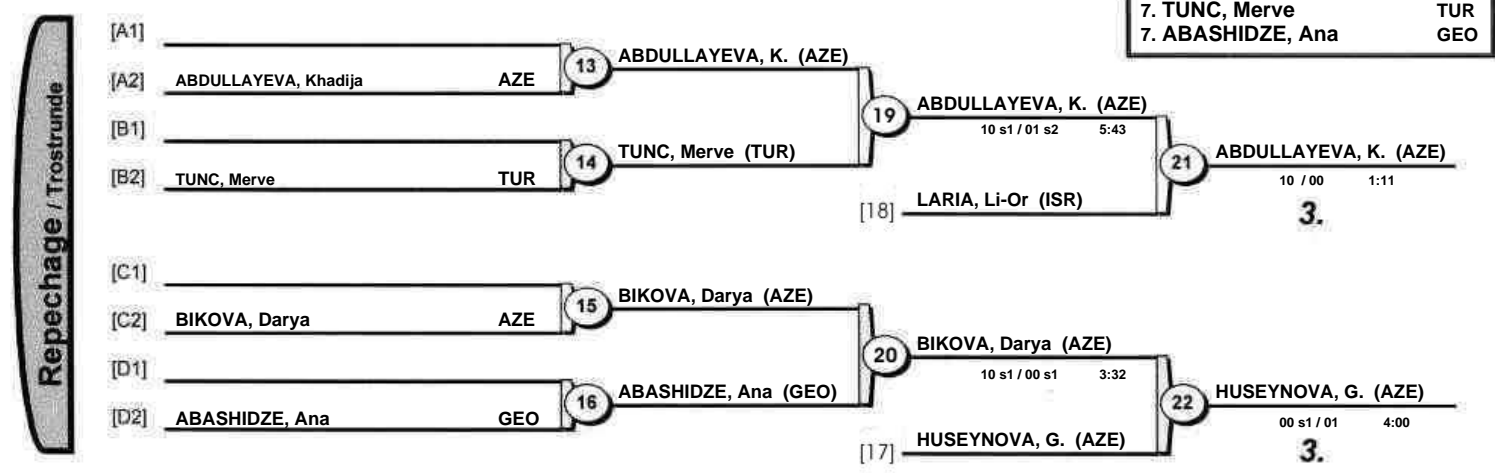 7. TUNC, Merve TUR
7. ABASHIDZE, Ana GEO
Repechage / Trostrunde
[A1]
[A2] ABDULLAYEVA, Khadija AZE
13 ABDULLAYEVA, K. (AZE)
[B1]
[B2] TUNC, Merve TUR
14 TUNC, Merve (TUR)
19 ABDULLAYEVA, K. (AZE)
10 s1 / 01 s2 5:43
[18] LARIA, Li-Or (ISR)
21 ABDULLAYEVA, K. (AZE)
10 / 00 1:11
3.
[C1]
[C2] BIKOVA, Darya AZE
15 BIKOVA, Darya (AZE)
[D1]
[D2] ABASHIDZE, Ana GEO
16 ABASHIDZE, Ana (GEO)
20 BIKOVA, Darya (AZE)
10 s1 / 00 s1 3:32
[17] HUSEYNOVA, G. (AZE)
22 HUSEYNOVA, G. (AZE)
00 s1 / 01 4:00
3.